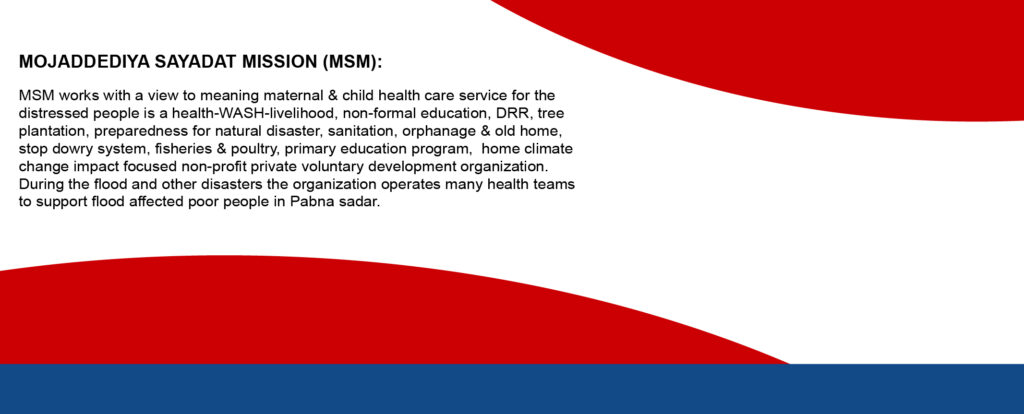 MOJADDEDIYA SAYADAT MISSION (MSM):
MSM works with a view to meaning maternal & child health care service for the
distressed people is a health-WASH-livelihood, non-formal education, DRR, tree
plantation, preparedness for natural disaster, sanitation, orphanage & old home,
stop dowry system, fisheries & poultry, primary education program,  home climate
change impact focused non-profit private voluntary development organization.
During the flood and other disasters the organization operates many health teams
to support flood affected poor people in Pabna sadar.